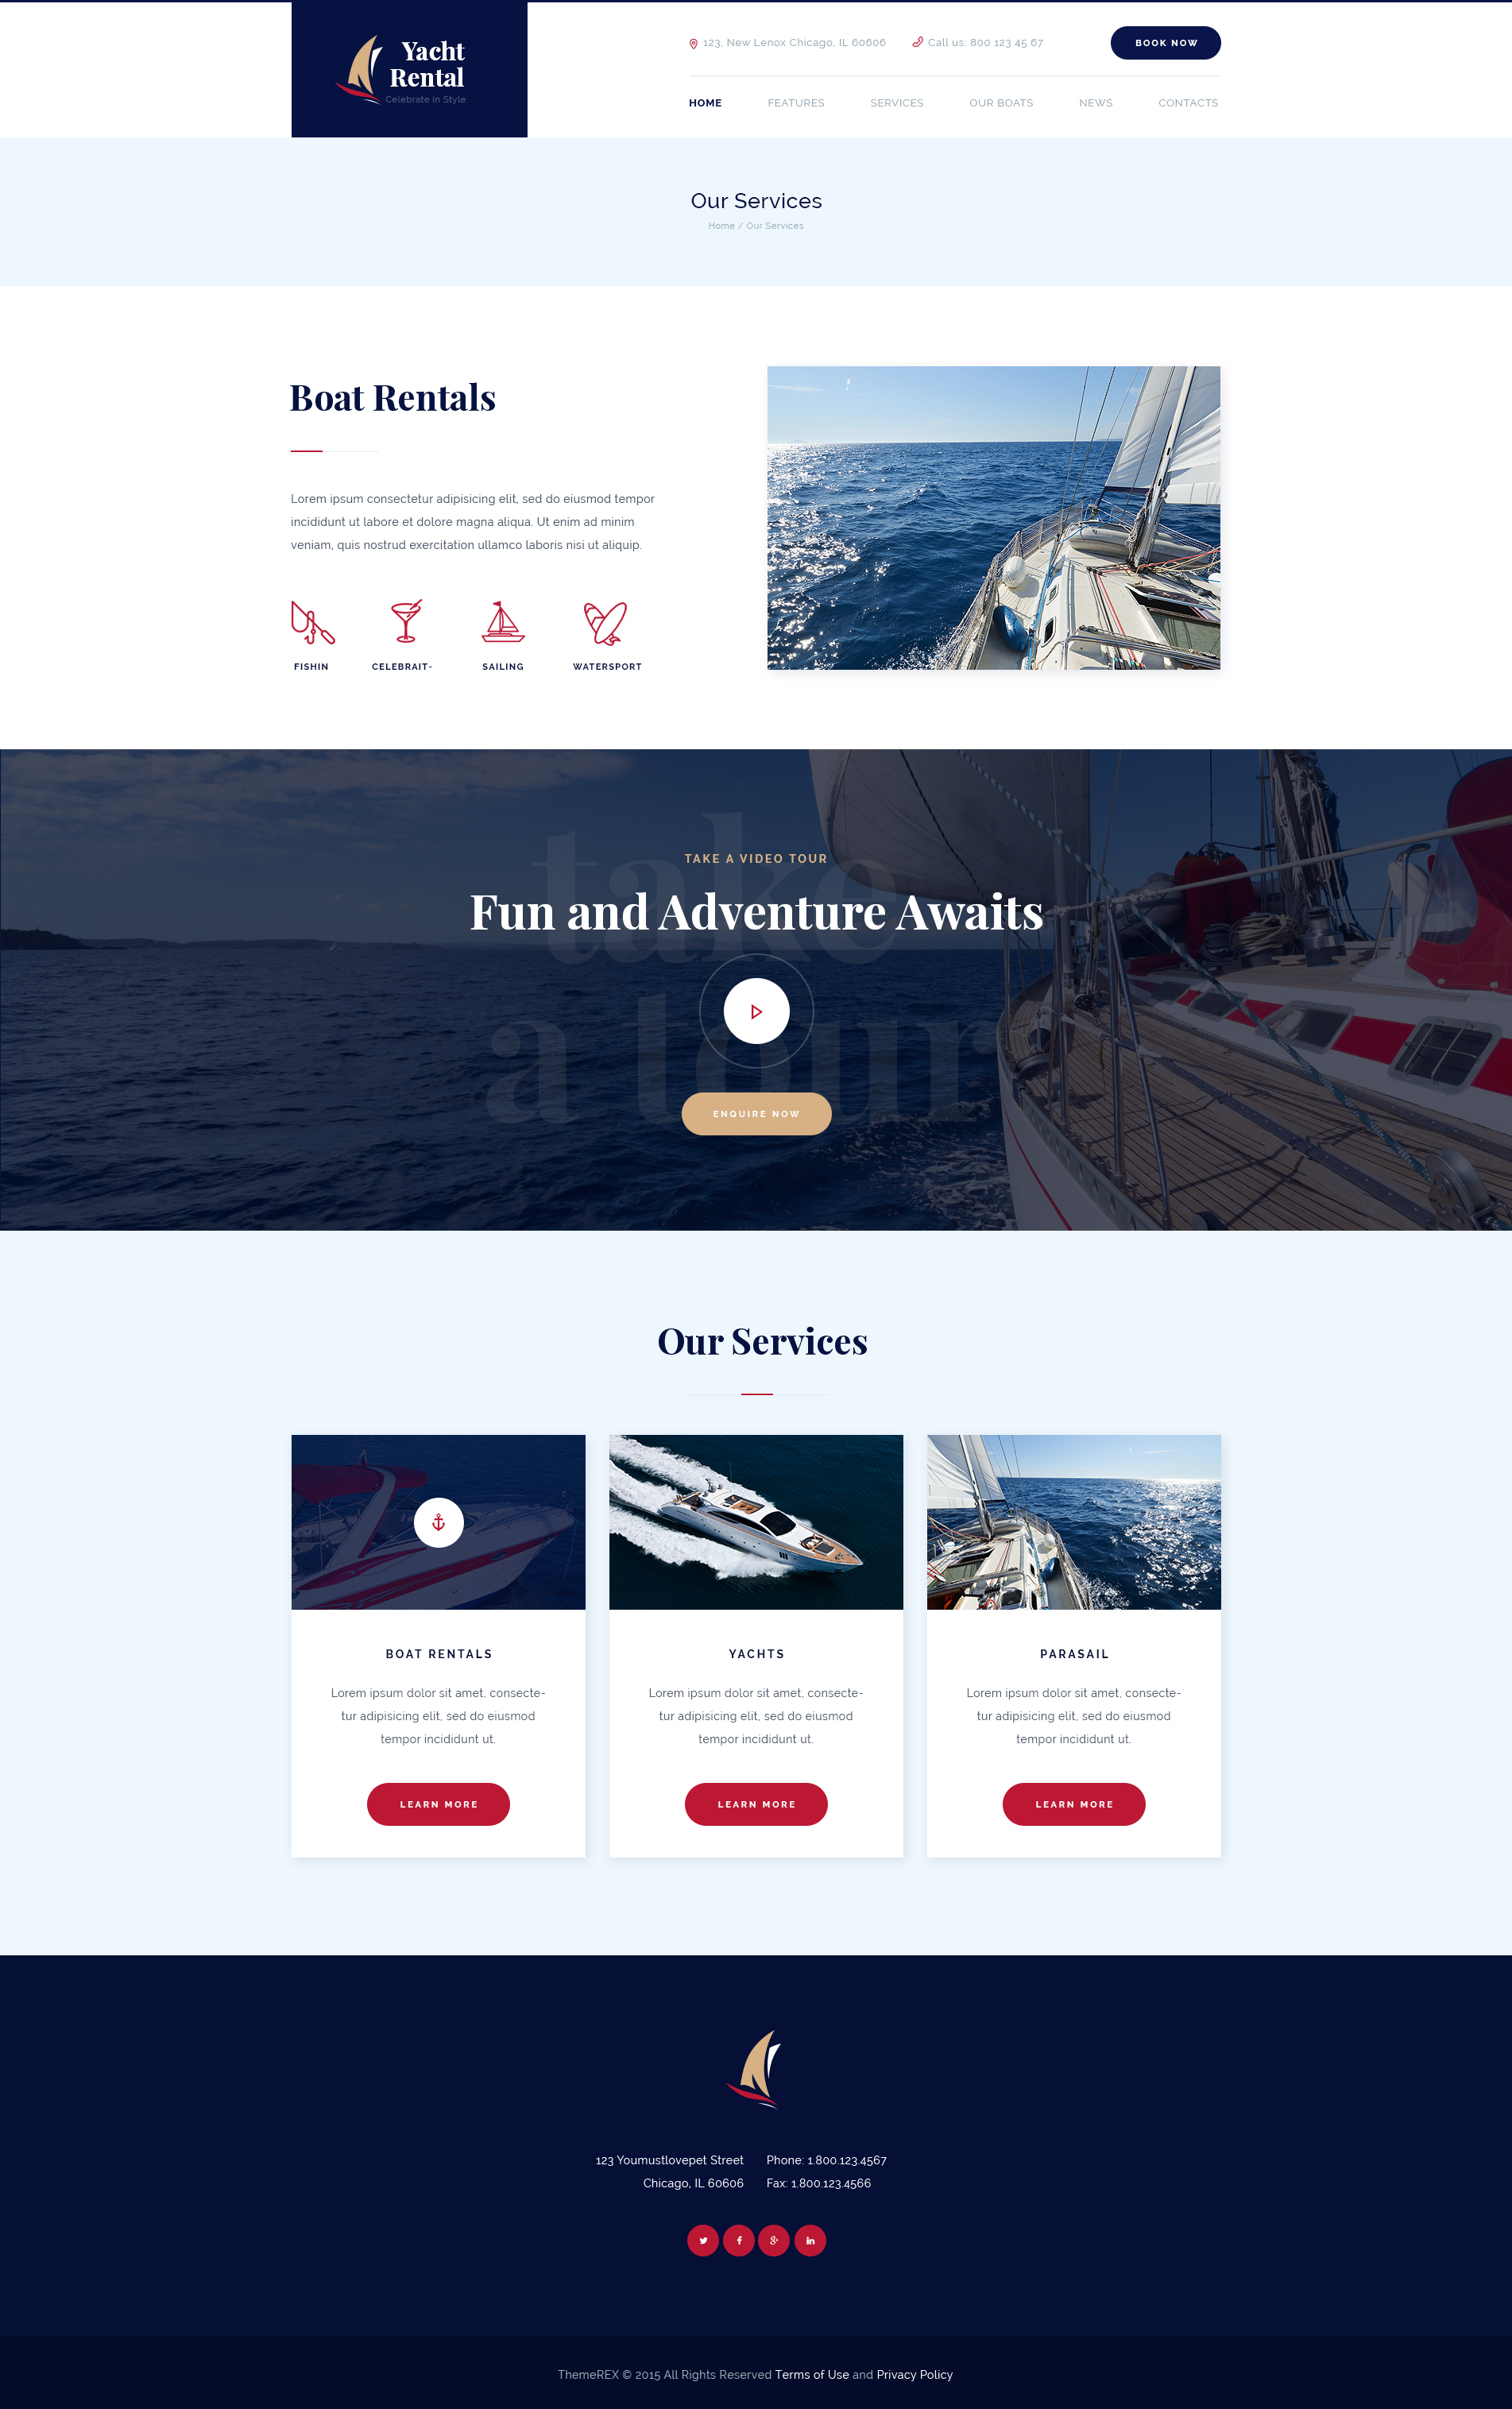 Yacht
Rental
Celebrate in Style
123, New Lenox Chicago, IL 60606
Call us: 800 123 45 67
BOOK NOW
HOME FEATURES SERVICES OUR BOATS NEWS CONTACTS
Our Services
Home / Our Services
Boat Rentals
Lorem ipsum consectetur adipisicing elit, sed do eiusmod tempor
incididunt ut labore et dolore magna aliqua. Ut enim ad minim
veniam, quis nostrud exercitation ullamco laboris nisi ut aliquip.
FISHIN CELEBRAIT- SAILING WATERSPORT
take
a tour
TAKE A VIDEO TOUR
Fun and Adventure Awaits
ENQUIRE NOW
Our Services
BOAT RENTALS
Lorem ipsum dolor sit amet, consecte-
tur adipisicing elit, sed do eiusmod
tempor incididunt ut.
LEARN MORE
YACHTS
Lorem ipsum dolor sit amet, consecte-
tur adipisicing elit, sed do eiusmod
tempor incididunt ut.
LEARN MORE
PARASAIL
Lorem ipsum dolor sit amet, consecte-
tur adipisicing elit, sed do eiusmod
tempor incididunt ut.
LEARN MORE
123 Youmustlovepet Street
Chicago, IL 60606
Phone: 1.800.123.4567
Fax: 1.800.123.4566
ThemeREX © 2015 All Rights Reserved Terms of Use and Privacy Policy